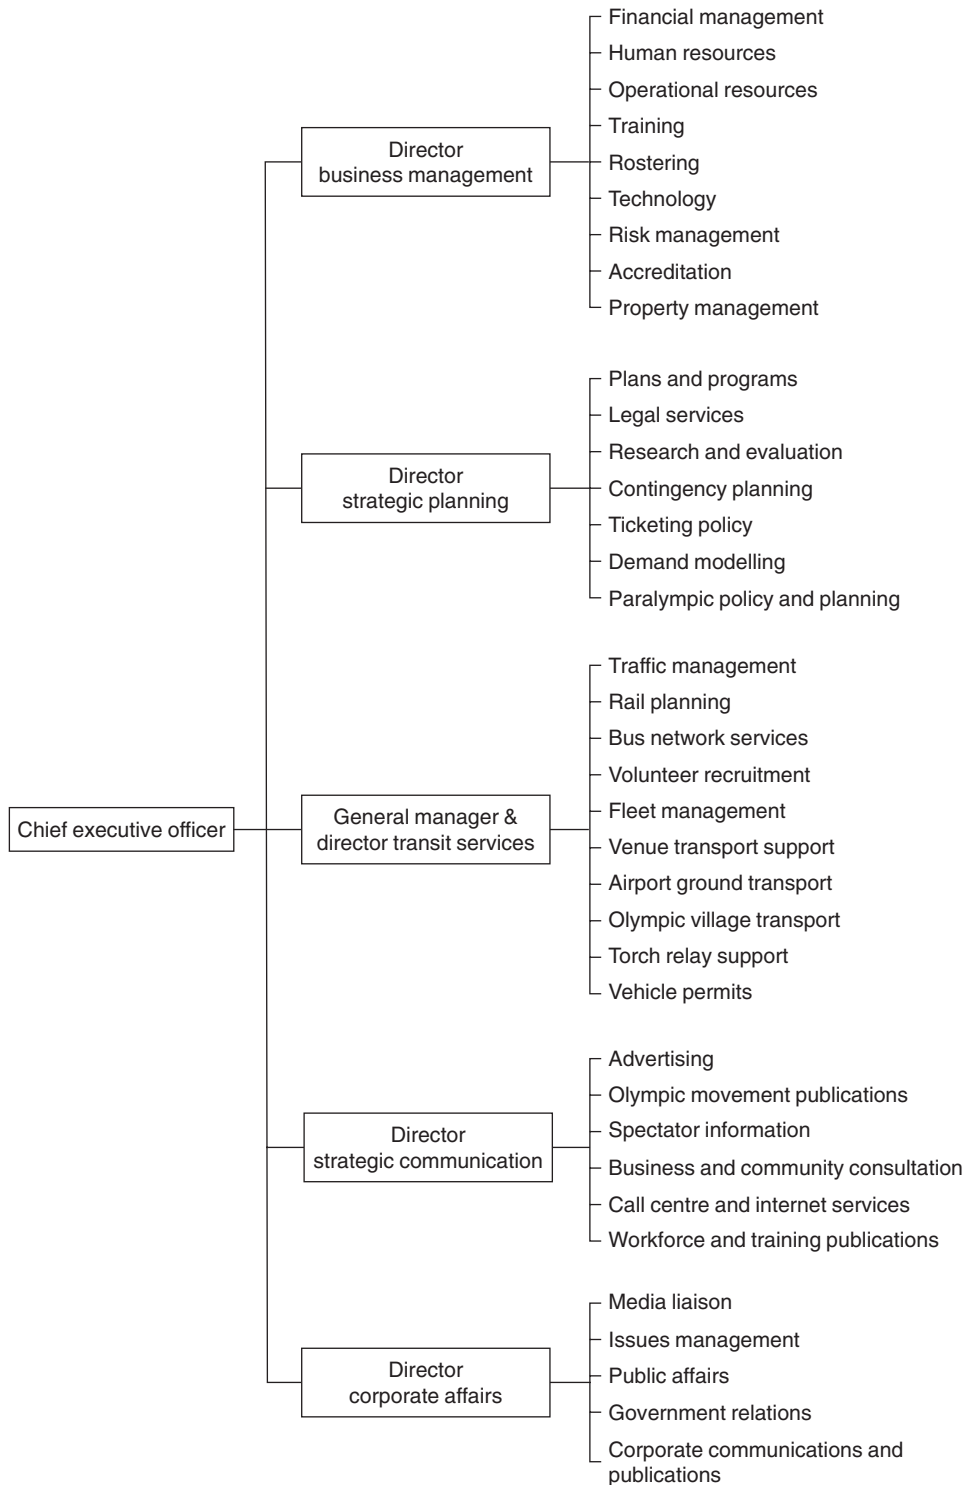 Financial management
Human resources
Operational resources
Training
Rostering
Technology
Risk management
Accreditation
Property management
Director
business management
Plans and programs
Legal services
Research and evaluation
Contingency planning
Ticketing policy
Demand modelling
Paralympic policy and planning
Director
strategic planning
Traffic management
Rail planning
Bus network services
Volunteer recruitment
Fleet management
Venue transport support
Airport ground transport
Olympic village transport
Torch relay support
Vehicle permits
Chief executive officer
General manager &
director transit services
Advertising
Olympic movement publications
Spectator information
Business and community consultation
Call centre and internet services
Workforce and training publications
Director
strategic communication
Media liaison
Issues management
Public affairs
Government relations
Corporate communications and
publications
Director
corporate affairs